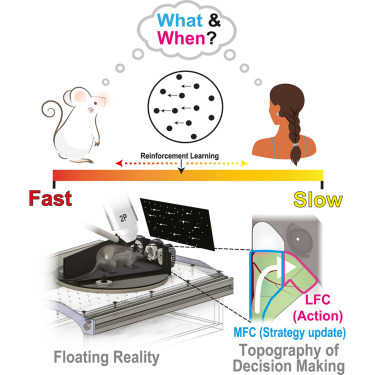 What &
When?
Reinforcement Learning
Fast
Slow
2P
LFC
(Action)
MFC (Strategy update)
Floating Reality
Topography of
Decision Making